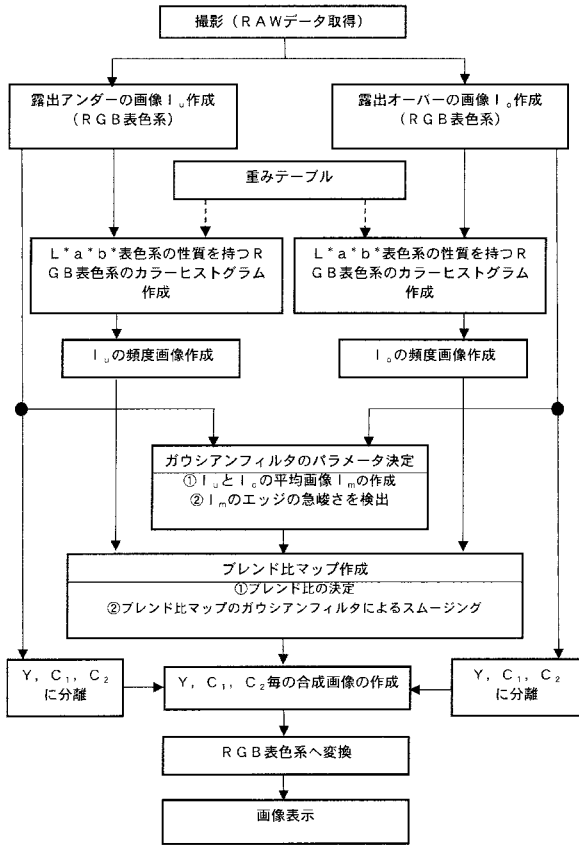 撮影（ＲＡＷデータ取得）
露出アンダーの画像Ｉᵤ作成
（ＲＧＢ表色系）
露出オーバーの画像Ｉₒ作成
（ＲＧＢ表色系）
重みテーブル
Ｌ*ａ*ｂ*表色系の性質を持つＲ
ＧＢ表色系のカラーヒストグラム
作成
Ｌ*ａ*ｂ*表色系の性質を持つＲ
ＧＢ表色系のカラーヒストグラム
作成
Ｉᵤの頻度画像作成
Ｉₒの頻度画像作成
ガウシアンフィルタのパラメータ決定
①ＩᵤとＩₒの平均画像Ｉₘの作成
②Ｉₘのエッジの急峻さを検出
ブレンド比マップ作成
①ブレンド比の決定
②ブレンド比マップのガウシアンフィルタによるスムージング
Ｙ，Ｃ₁，Ｃ₂
に分離
Ｙ，Ｃ₁，Ｃ₂毎の合成画像の作成
Ｙ，Ｃ₁，Ｃ₂
に分離
ＲＧＢ表色系へ変換
画像表示